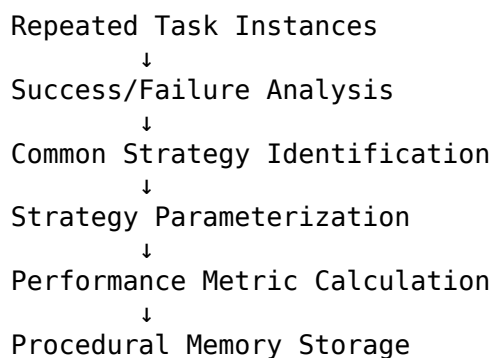 Repeated Task Instances
↓
Success/Failure Analysis
↓
Common Strategy Identification
↓
Strategy Parameterization
↓
Performance Metric Calculation
↓
Procedural Memory Storage